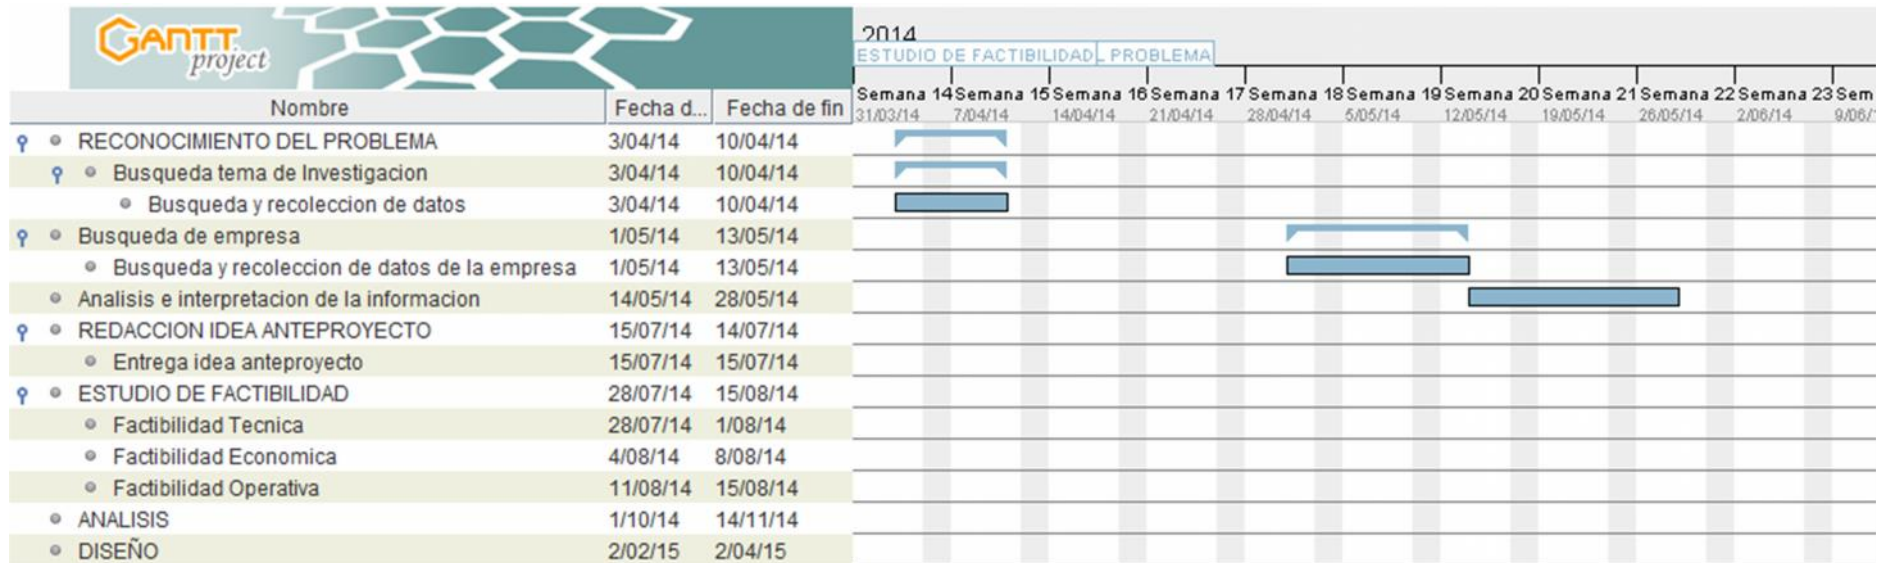 GANTT
project
2014
ESTUDIO DE FACTIBILIDAD L PROBLEMA
Semana 14 Semana 15 Semana 16 Semana 17 Semana 18 Semana 19 Semana 20 Semana 21 Semana 22 Semana 23 Sem
Nombre Fecha d... Fecha de fin
31/03/14 7/04/14 14/04/14 21/04/14 28/04/14 5/05/14 12/05/14 19/05/14 26/05/14 2/06/14 9/06/
RECONOCIMIENTO DEL PROBLEMA 3/04/14 10/04/14
Busqueda tema de Investigacion 3/04/14 10/04/14
Busqueda y recoleccion de datos 3/04/14 10/04/14
Busqueda de empresa 1/05/14 13/05/14
Busqueda y recoleccion de datos de la empresa 1/05/14 13/05/14
Analisis e interpretacion de la informacion 14/05/14 28/05/14
REDACCION IDEA ANTEPROYECTO 15/07/14 14/07/14
Entrega idea anteproyecto 15/07/14 15/07/14
ESTUDIO DE FACTIBILIDAD 28/07/14 15/08/14
Factibilidad Tecnica 28/07/14 1/08/14
Factibilidad Economica 4/08/14 8/08/14
Factibilidad Operativa 11/08/14 15/08/14
ANALISIS 1/10/14 14/11/14
DISEÑO 2/02/15 2/04/15